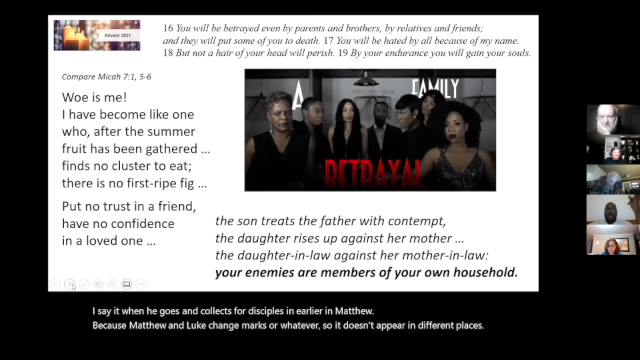 Advent 2021
16 You will be betrayed even by parents and brothers, by relatives and friends;
and they will put some of you to death. 17 You will be hated by all because of my name.
18 But not a hair of your head will perish. 19 By your endurance you will gain your souls.
Compare Micah 7:1, 5-6
Woe is me!
I have become like one
who, after the summer
fruit has been gathered ...
finds no cluster to eat;
there is no first-ripe fig ...
Put no trust in a friend,
have no confidence
in a loved one ...
A FAMILY
BETRAYAL
the son treats the father with contempt,
the daughter rises up against her mother ...
the daughter-in-law against her mother-in-law:
your enemies are members of your own household.
I say it when he goes and collects for disciples in earlier in Matthew.
Because Matthew and Luke change marks or whatever, so it doesn't appear in different places.